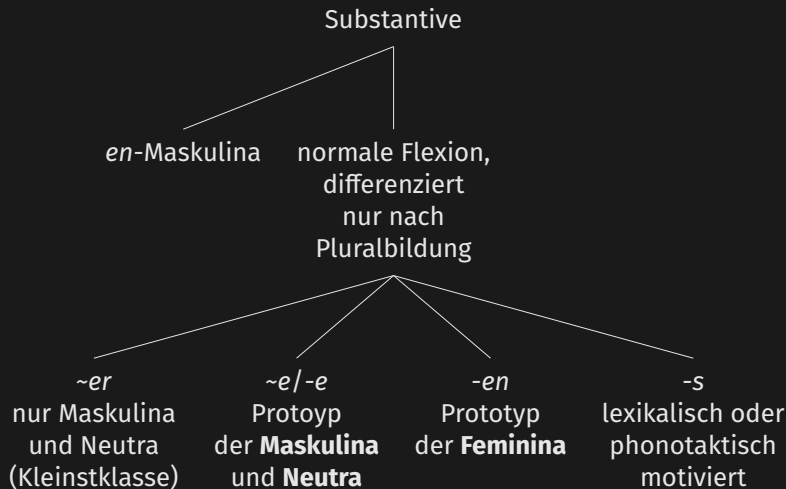 Substantive
en-Maskulina
normale Flexion,
differenziert
nur nach
Pluralbildung
~er
nur Maskulina
und Neutra
(Kleinstklasse)
~e/-e
Protoyp
der Maskulina
und Neutra
-en
Prototyp
der Feminina
-s
lexikalisch oder
phonotaktisch
motiviert